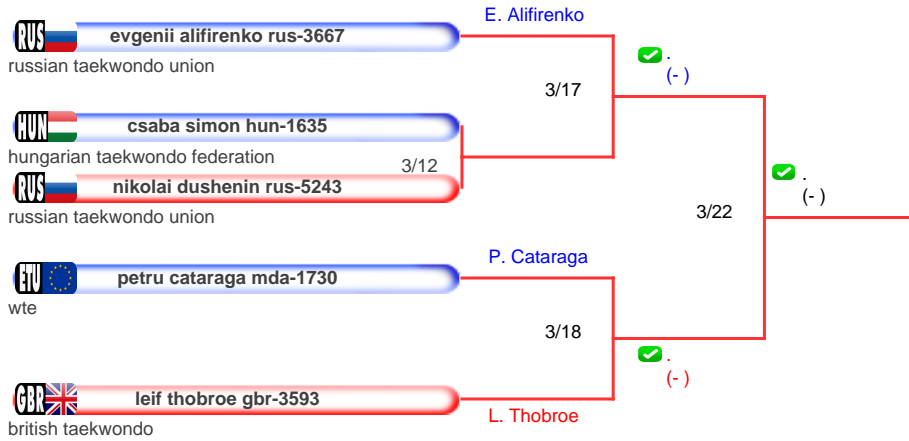 E. Alifirenko
RUS evgenii alifirenko rus-3667
russian taekwondo union
.
(- )
3/17
HUN csaba simon hun-1635
hungarian taekwondo federation
3/12
RUS nikolai dushenin rus-5243
russian taekwondo union
.
(- )
3/22
P. Cataraga
ETU petru cataraga mda-1730
wte
3/18
.
(- )
GBR leif thobroe gbr-3593
L. Thobroe
british taekwondo